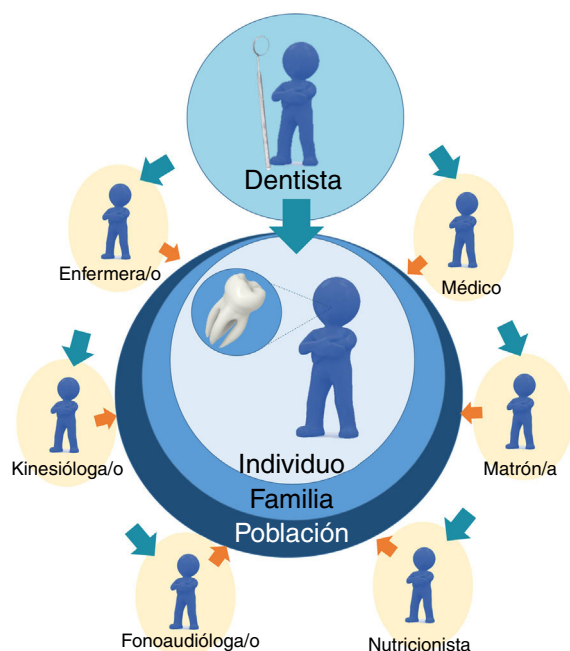 Dentista
Enfermera/o
Médico
Kinesióloga/o
Individuo
Matrón/a
Familia
Población
Fonoaudióloga/o
Nutricionista